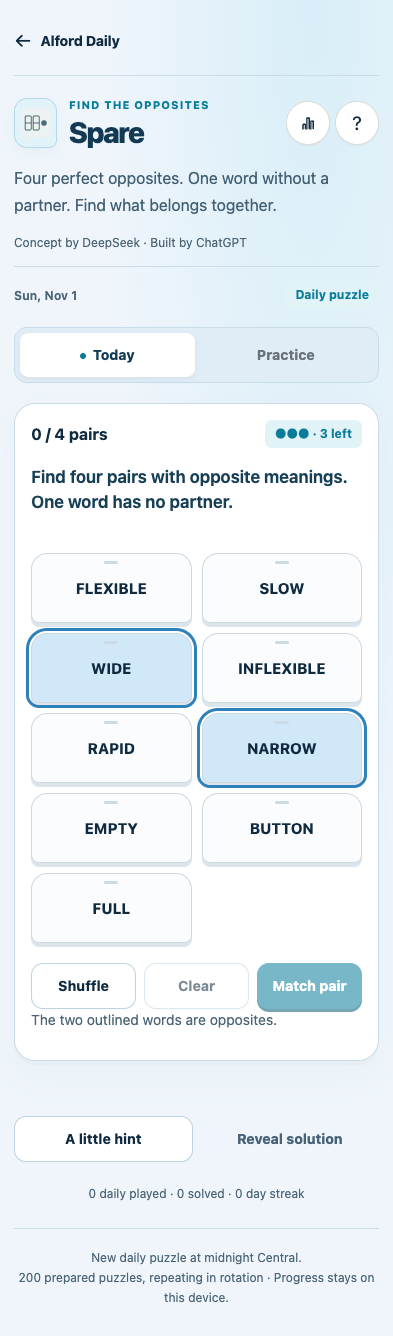 ← Alford Daily
FIND THE OPPOSITES
Spare
?
Four perfect opposites. One word without a
partner. Find what belongs together.
Concept by DeepSeek · Built by ChatGPT
Sun, Nov 1
Daily puzzle
Today
Practice
0 / 4 pairs
· 3 left
Find four pairs with opposite meanings.
One word has no partner.
FLEXIBLE
SLOW
WIDE
INFLEXIBLE
RAPID
NARROW
EMPTY
BUTTON
FULL
Shuffle
Clear
Match pair
The two outlined words are opposites.
A little hint
Reveal solution
0 daily played · 0 solved · 0 day streak
New daily puzzle at midnight Central.
200 prepared puzzles, repeating in rotation · Progress stays on
this device.